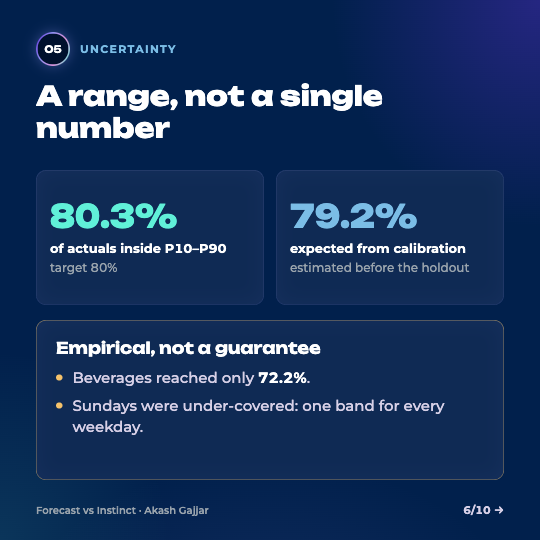 05 UNCERTAINTY
A range, not a single
number
80.3%
of actuals inside P10–P90
target 80%
79.2%
expected from calibration
estimated before the holdout
Empirical, not a guarantee
• Beverages reached only 72.2%.
• Sundays were under-covered: one band for every
weekday.
Forecast vs Instinct · Akash Gajjar
6/10 →